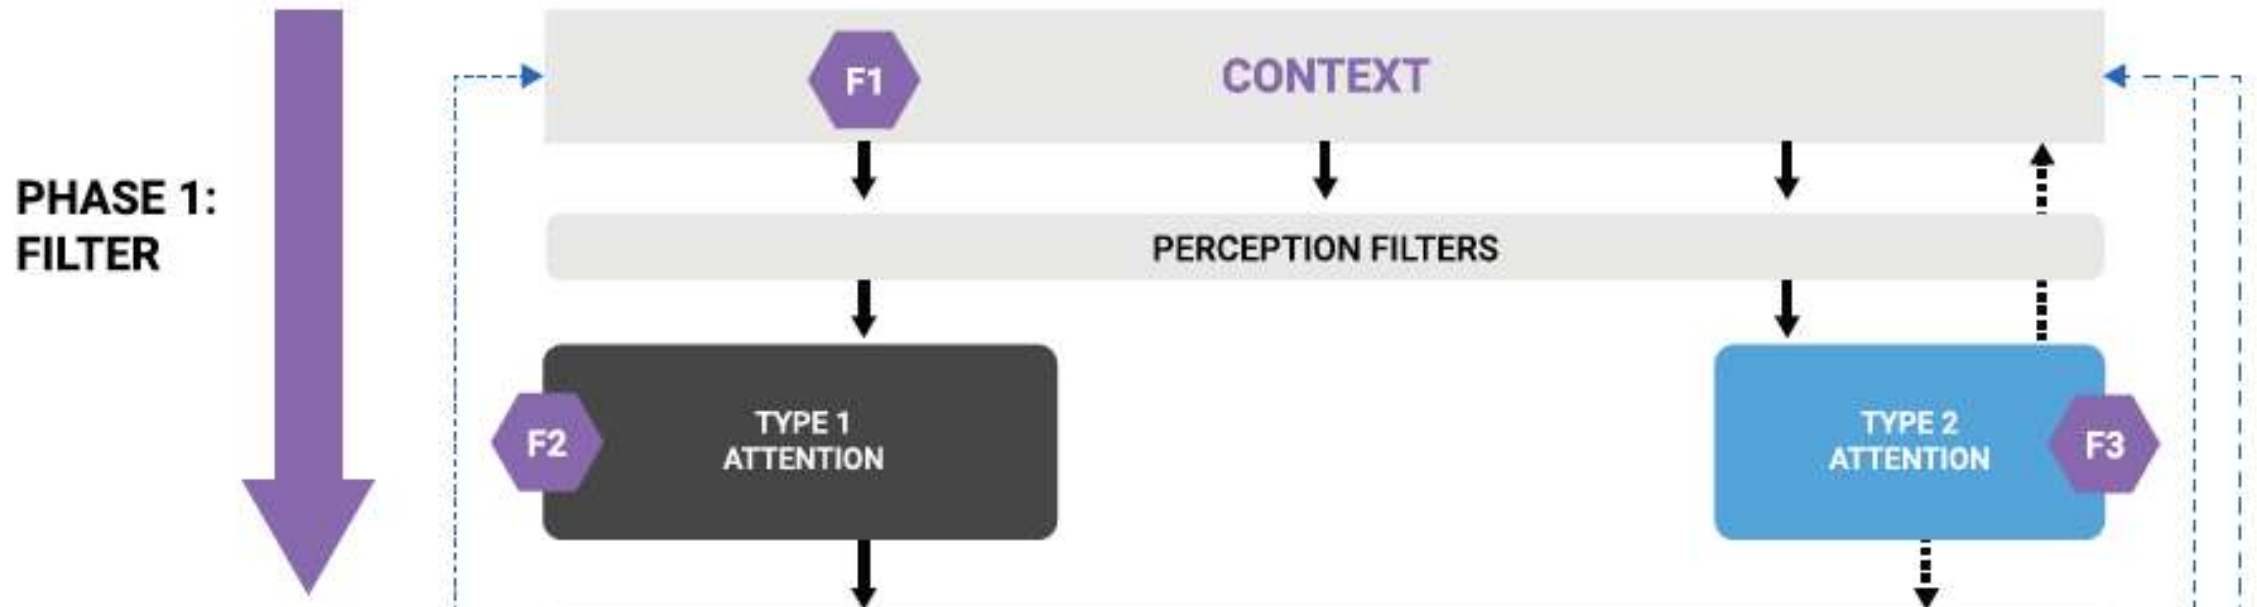 F1
CONTEXT
PHASE 1:
FILTER
PERCEPTION FILTERS
TYPE 1
ATTENTION
F2
TYPE 2
ATTENTION
F3